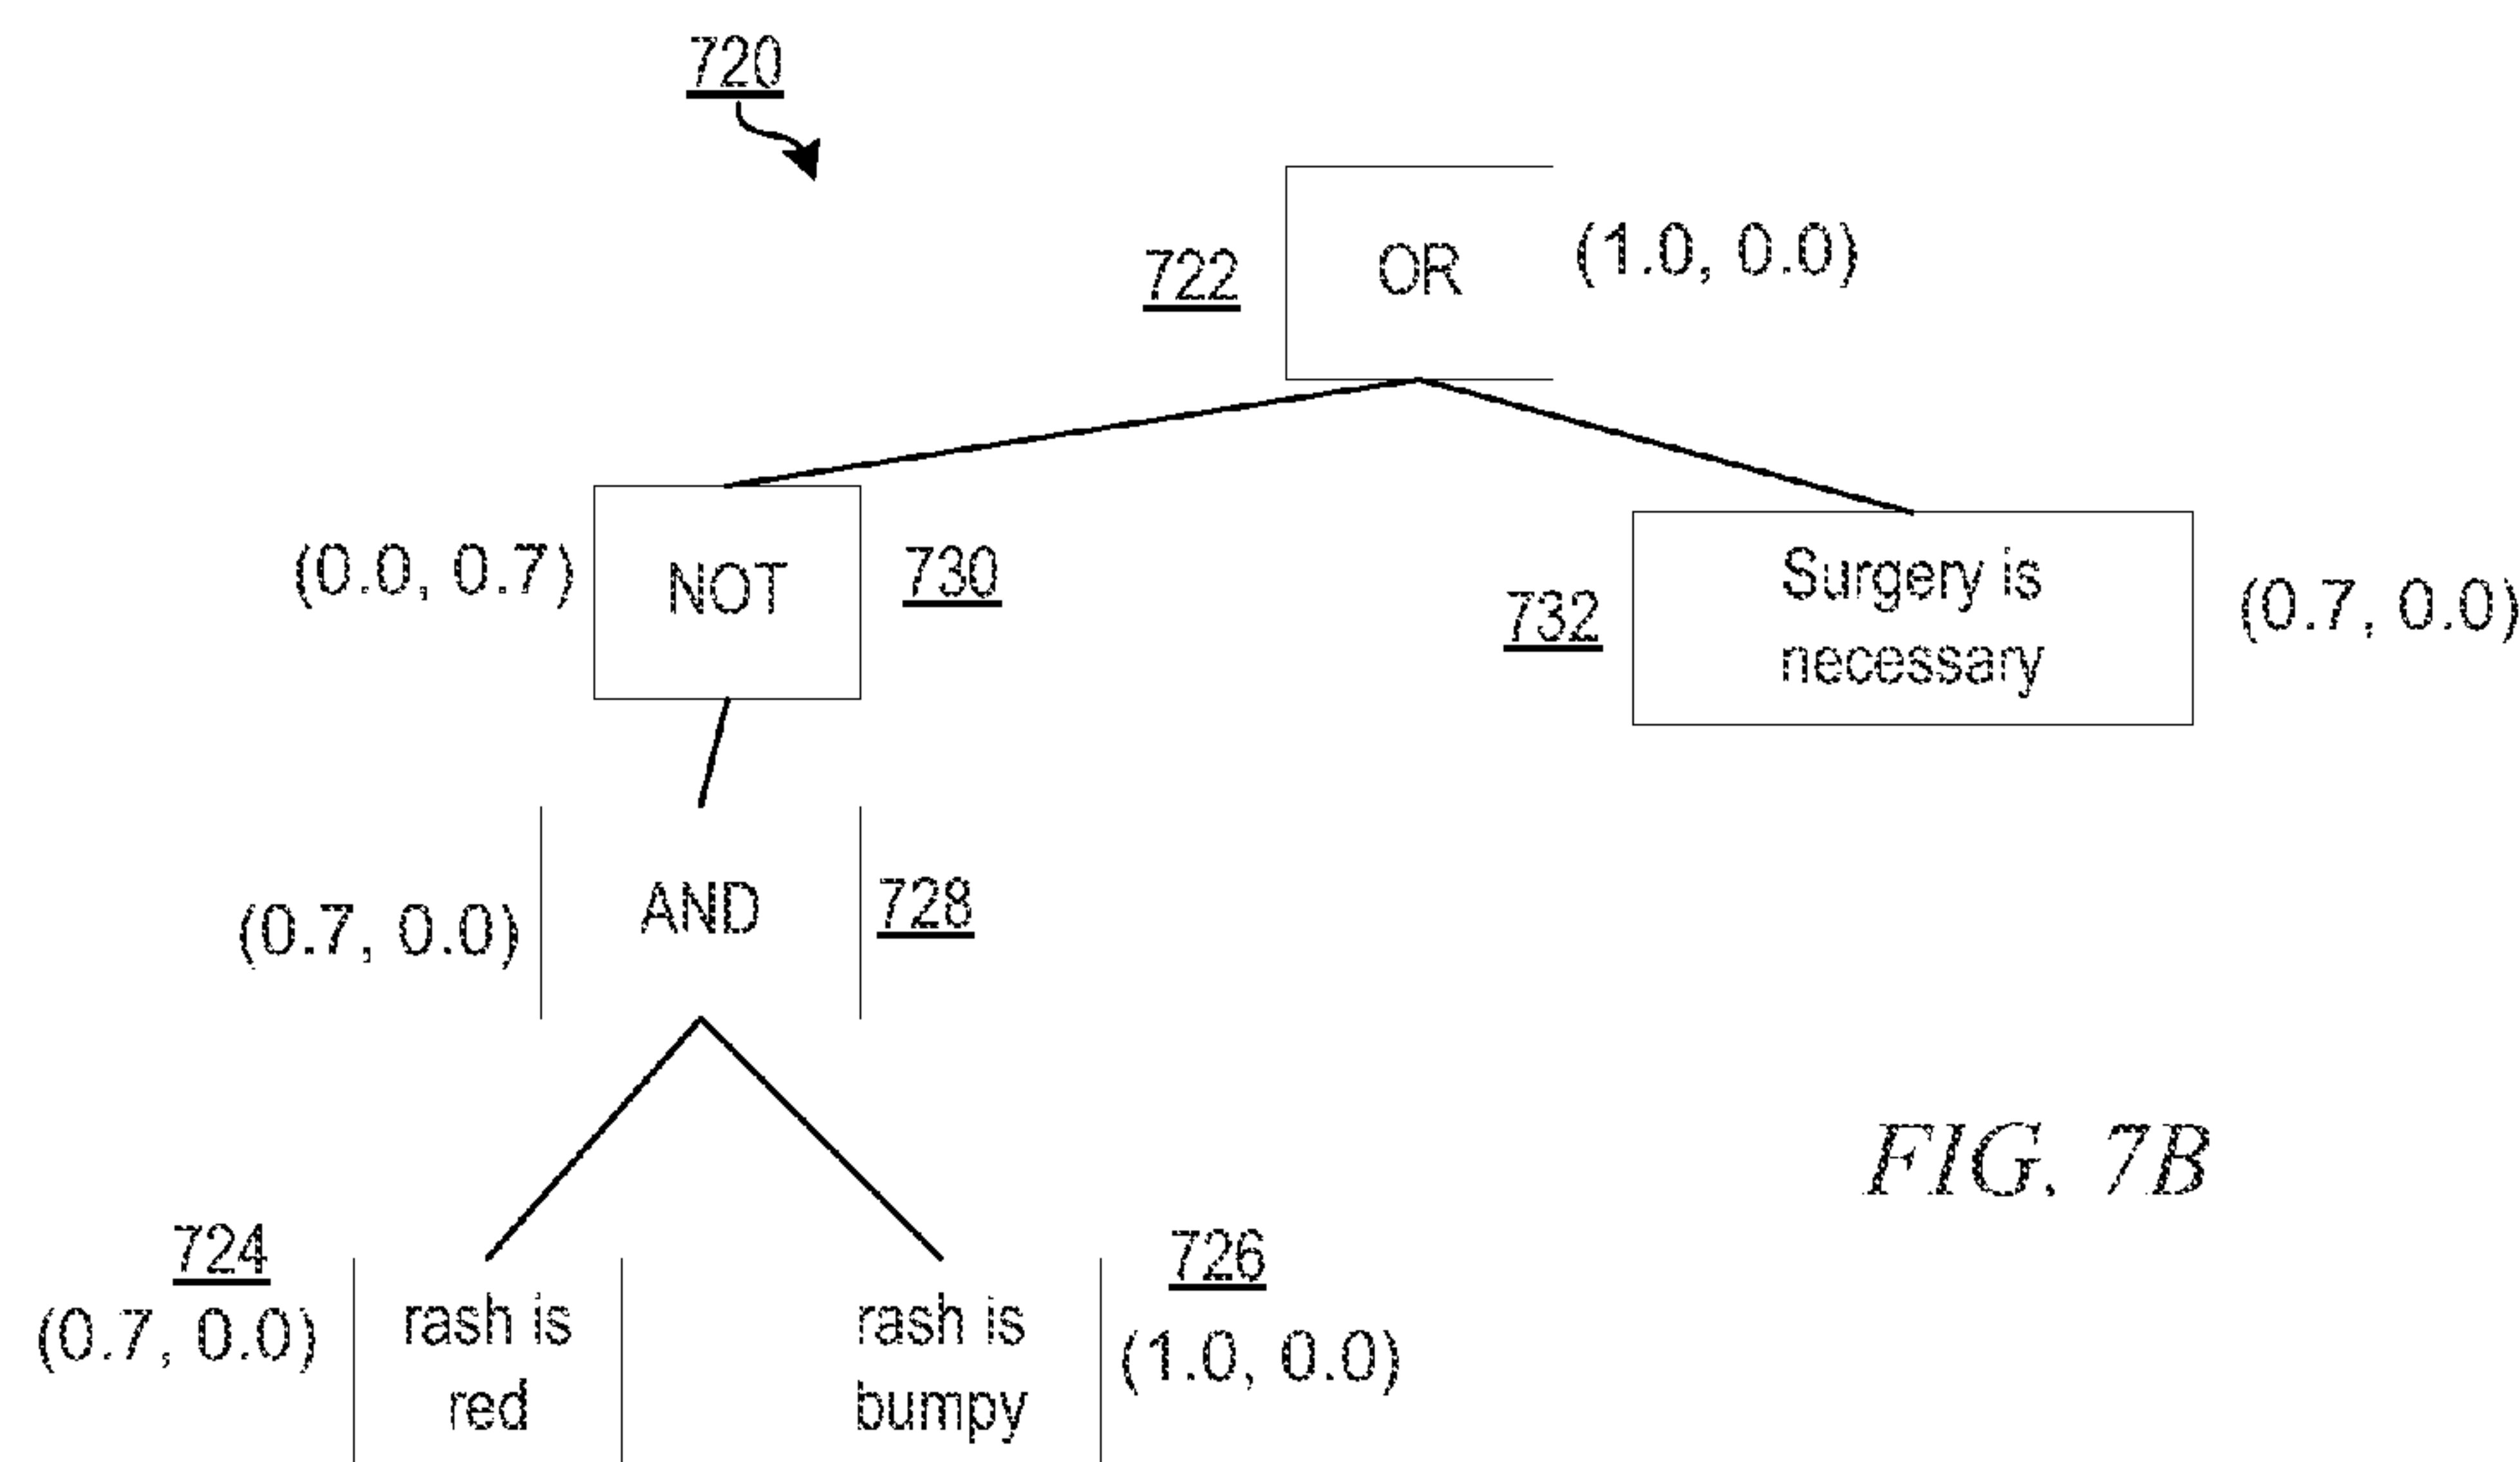 720
722
OR
(1.0, 0.0)
(0.0, 0.7)
NOT
730
732
Surgery is
necessary
(0.7, 0.0)
(0.7, 0.0)
AND
728
724
(0.7, 0.0)
rash is
red
rash is
bumpy
726
(1.0, 0.0)
FIG. 7B